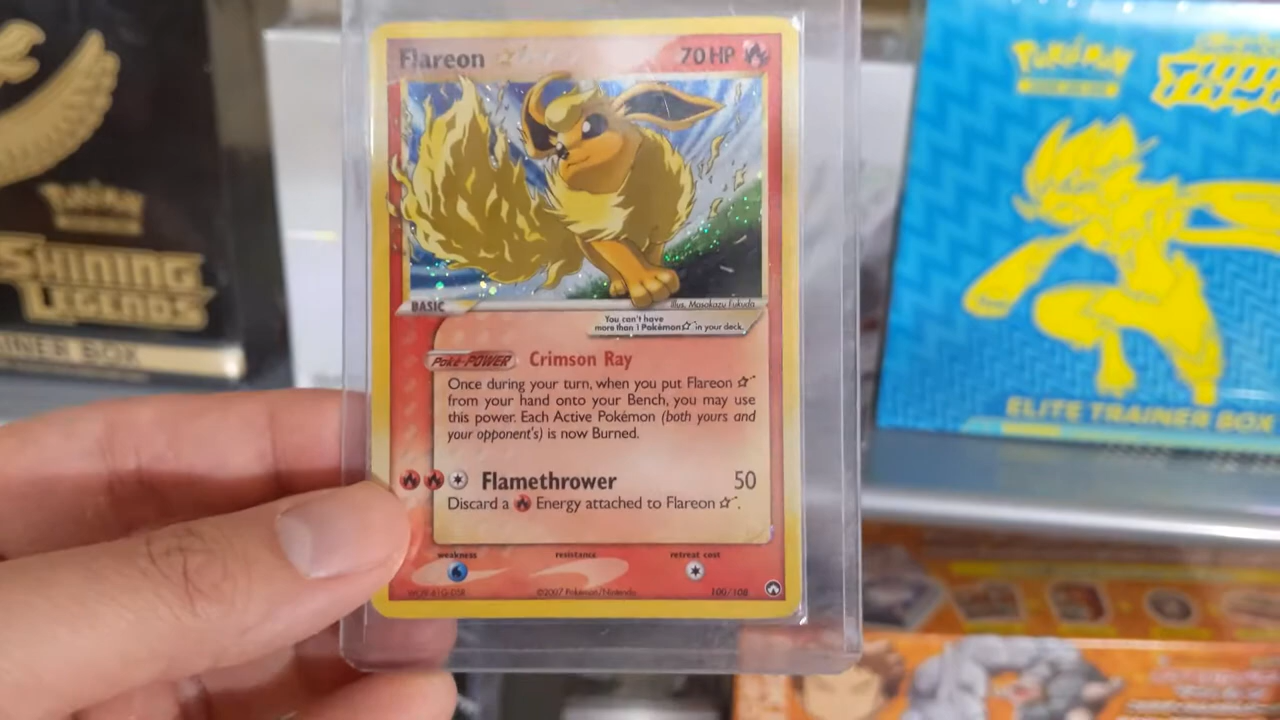 Flareon
70 HP
BASIC
Illus. Masakazu Fukuda
You can't have
more than 1 Pokémon☆ in your deck.
Poké-POWER Crimson Ray
Once during your turn, when you put Flareon ☆
from your hand onto your Bench, you may use
this power. Each Active Pokémon (both yours and
your opponent's) is now Burned.
Flamethrower 50
Discard a Energy attached to Flareon ☆.
weakness resistance retreat cost
©2007 Pokémon/Nintendo 100/108
POKÉMON
SHINING
LEGENDS
AINER BOX
POKÉMON
ELITE TRAINER BOX